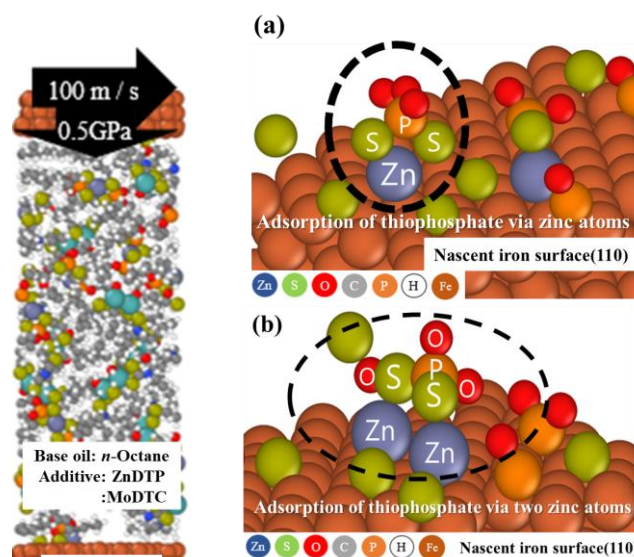 100 m / s
0.5GPa
Base oil: n-Octane
Additive: ZnDTP
:MoDTC
(a)
P
S
S
Zn
Adsorption of thiophosphate via zinc atoms
Nascent iron surface(110)
Zn S O C P H Fe
(b)
O
O
S
P
S
O
Zn
Zn
Adsorption of thiophosphate via two zinc atoms
Zn S O C P H Fe
Nascent iron surface(110)